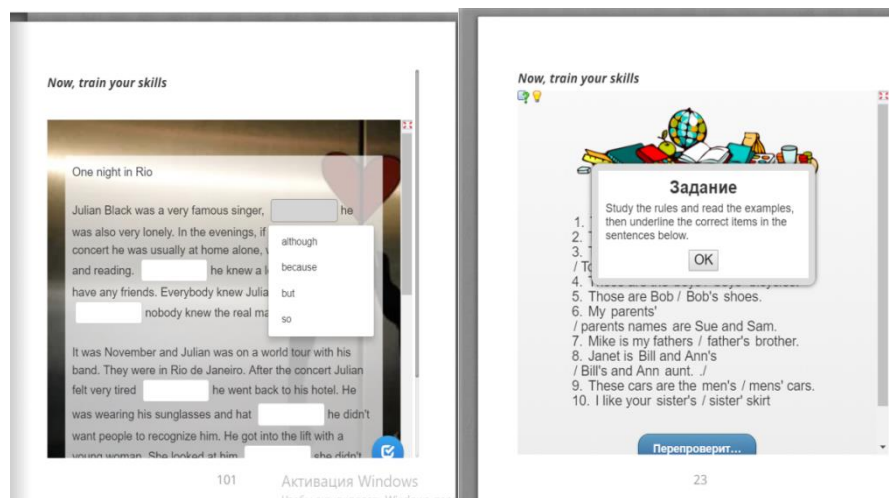 Now, train your skills
One night in Rio
Julian Black was a very famous singer, he
was also very lonely. In the evenings, if
concert he was usually at home alone,
and reading. he knew a
have any friends. Everybody knew
nobody knew the real
although
because
but
so
It was November and Julian was on a world tour with his
band. They were in Rio de Janeiro. After the concert Julian
felt very tired he went back to his hotel. He
was wearing his sunglasses and hat he didn't
want people to recognize him. He got into the lift with a
young woman. She looked at him she didn't
101
Активация Windows
Now, train your skills
Задание
Study the rules and read the examples,
then underline the correct items in the
sentences below.
OK
1.
2.
3.
/
4.
5. Those are Bob / Bob's shoes.
6. My parents'
/ parents names are Sue and Sam.
7. Mike is my fathers / father's brother.
8. Janet is Bill and Ann's
/ Bill's and Ann aunt. ./
9. These cars are the men's / mens' cars.
10. I like your sister's / sister' skirt
Перепроверит...
23